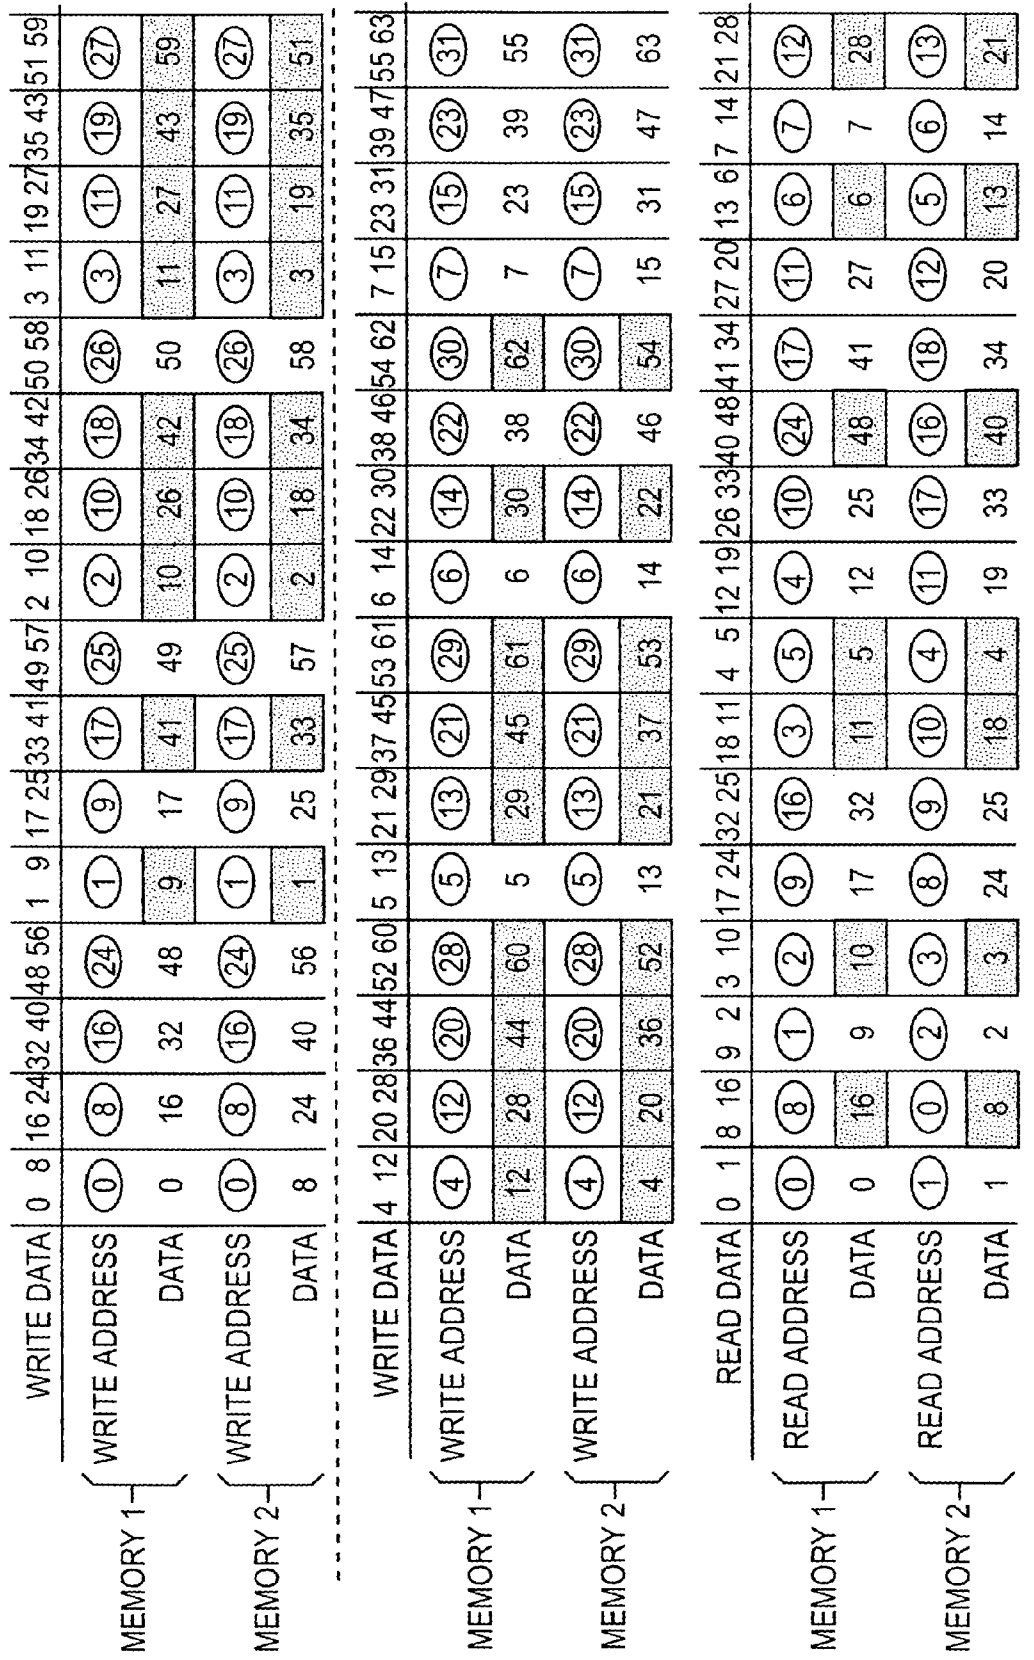 WRITE DATA 0 8 16 24 32 40 48 56 1 9 17 25 33 41 49 57 2 10 18 26 34 42 50 58 3 11 19 27 35 43 51 59
MEMORY 1 WRITE ADDRESS 0 8 16 24 1 9 17 25 2 10 18 26 3 11 19 27
DATA 0 16 32 48 9 17 41 49 10 26 42 50 11 27 43 59
MEMORY 2 WRITE ADDRESS 0 8 16 24 1 9 17 25 2 10 18 26 3 11 19 27
DATA 8 24 40 56 1 25 33 57 2 18 34 58 3 19 35 51
WRITE DATA 4 12 20 28 36 44 52 60 5 13 21 29 37 45 53 61 6 14 22 30 38 46 54 62 7 15 23 31 39 47 55 63
MEMORY 1 WRITE ADDRESS 4 12 20 28 5 13 21 29 6 14 22 30 7 15 23 31
DATA 12 28 44 60 5 29 45 61 6 30 38 62 7 23 39 55
MEMORY 2 WRITE ADDRESS 4 12 20 28 5 13 21 29 6 14 22 30 7 15 23 31
DATA 4 20 36 52 13 21 37 53 14 22 46 54 15 31 47 63
READ DATA 0 1 8 16 9 2 3 10 17 24 32 25 18 11 4 5 12 19 26 33 40 48 41 34 27 20 13 6 7 14 21 28
MEMORY 1 READ ADDRESS 0 8 1 2 9 16 3 5 4 10 24 17 11 6 7 12
DATA 0 16 9 10 17 32 11 5 12 25 48 41 27 6 7 28
MEMORY 2 READ ADDRESS 1 0 2 3 8 9 10 4 11 17 16 18 12 5 6 13
DATA 1 8 2 3 24 25 18 4 19 33 40 34 20 13 14 21